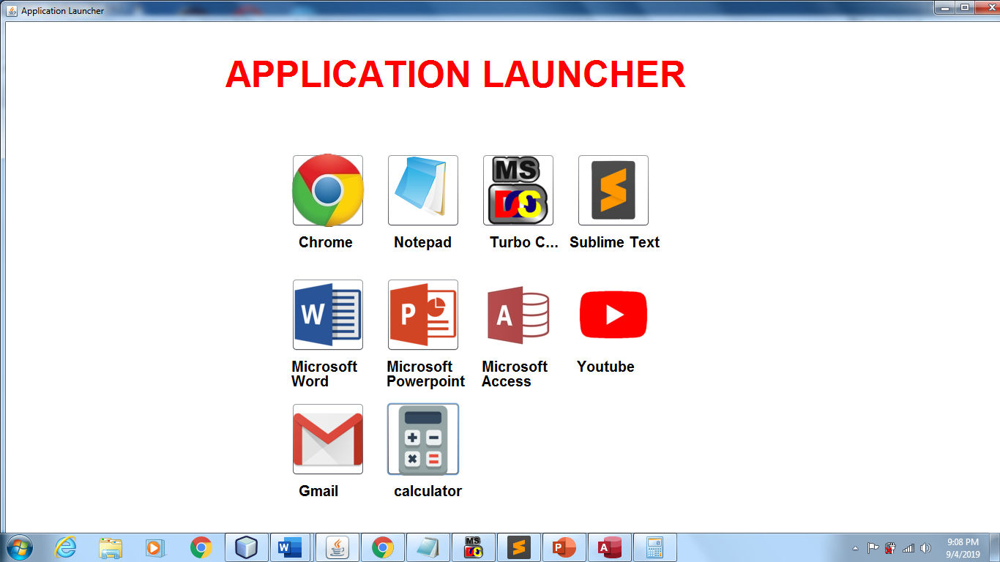 Application Launcher
APPLICATION LAUNCHER
MS
DOS
Chrome
Notepad
Turbo C...
Sublime Text
W
P
A
Microsoft
Word
Microsoft
Powerpoint
Microsoft
Access
Youtube
Gmail
calculator
W
MS
DOS
P
A
9:08 PM
9/4/2019